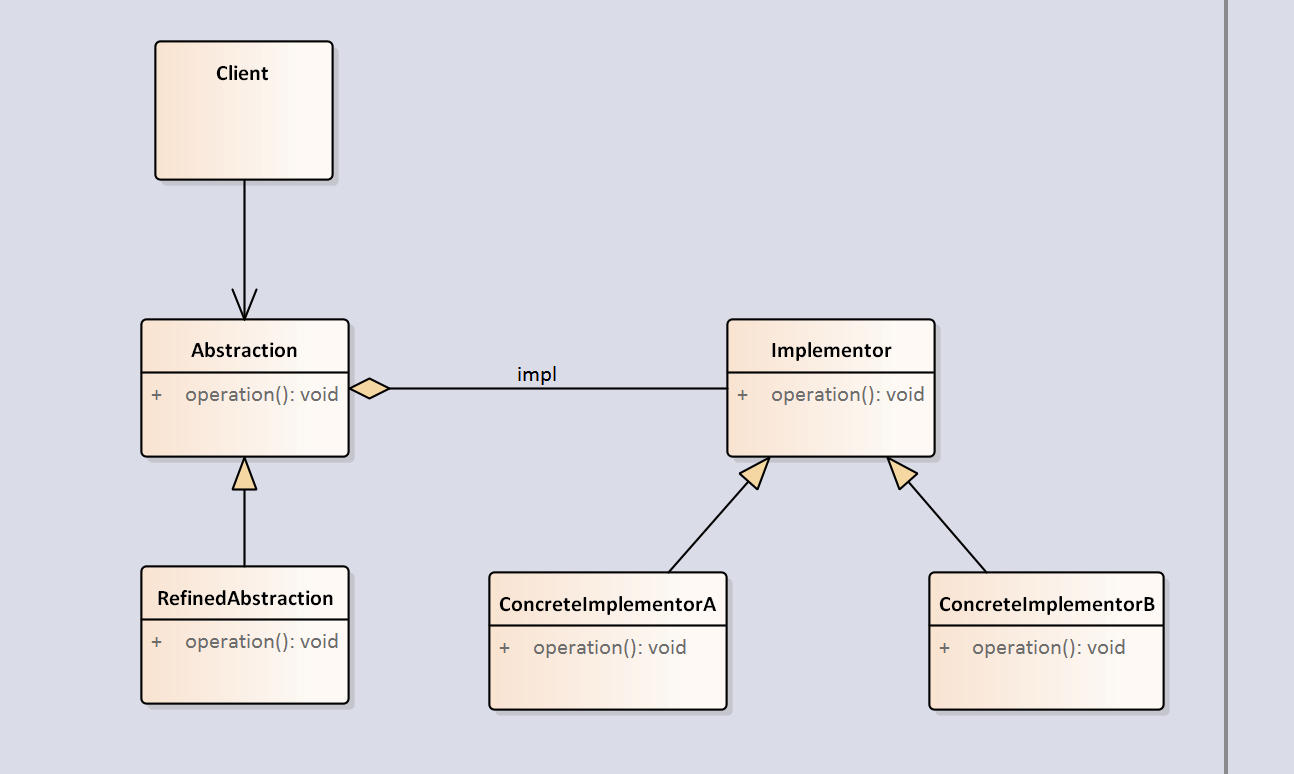 Client
Abstraction
+ operation(): void
impl
Implementor
+ operation(): void
RefinedAbstraction
+ operation(): void
ConcreteImplementorA
+ operation(): void
ConcreteImplementorB
+ operation(): void